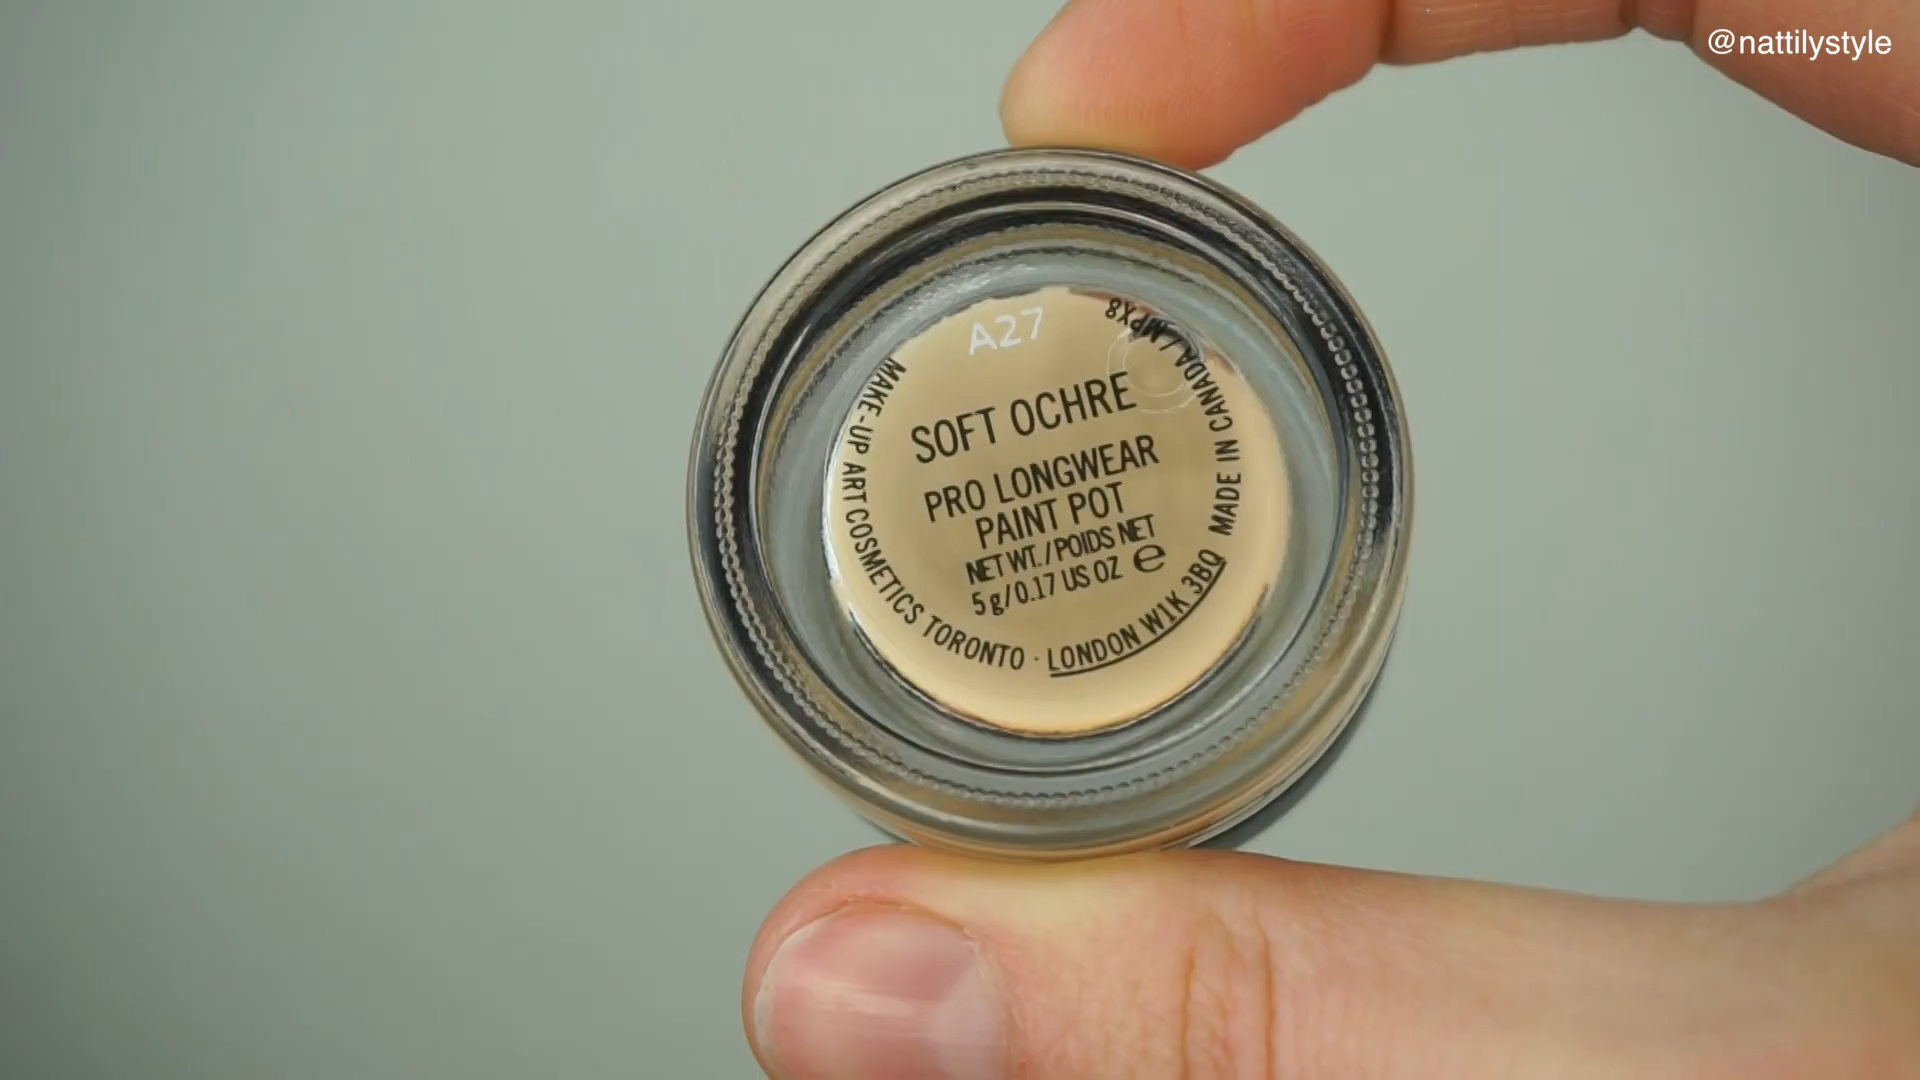 @nattilystyle
A27
SOFT OCHRE
PRO LONGWEAR
PAINT POT
NET WT./POIDS NET
5 g/0.17 US OZ ℮
MAKE-UP ART COSMETICS TORONTO · LONDON W1K 3BQ MADE IN CANADA / MPX8